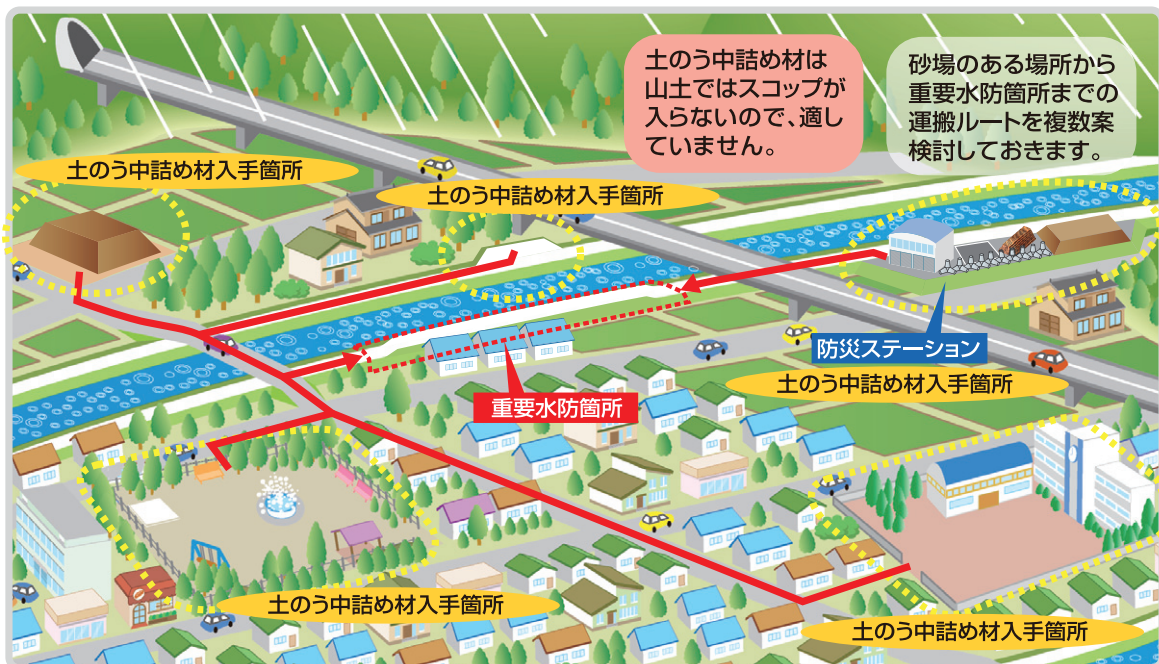 土のう中詰め材は
山土ではスコップが
入らないので、適し
ていません。
砂場のある場所から
重要水防箇所までの
運搬ルートを複数案
検討しておきます。
土のう中詰め材入手箇所
土のう中詰め材入手箇所
防災ステーション
土のう中詰め材入手箇所
重要水防箇所
土のう中詰め材入手箇所
土のう中詰め材入手箇所